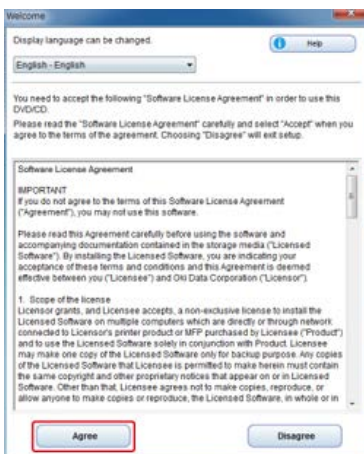 Welcome
Display language can be changed.
Help
English - English
You need to accept the following "Software License Agreement" in order to use this
DVD/CD.
Please read the "Software License Agreement" carefully and select "Accept" when you
agree to the terms of the agreement. Choosing "Disagree" will exit setup.
Software License Agreement
IMPORTANT
If you do not agree to the terms of this Software License Agreement
("Agreement"), you may not use this software.
Please read this Agreement carefully before using the software and
accompanying documentation contained in the storage media ("Licensed
Software"). By installing the Licensed Software, you are indicating your
acceptance of these terms and conditions and this Agreement is deemed
effective between you ("Licensee") and Oki Data Corporation ("Licensor").
1. Scope of the license
Licensor grants, and Licensee accepts, a non-exclusive license to install the
Licensed Software on multiple computers which are directly or through network
connected to Licensor's printer product or MFP purchased by Licensee ("Product")
and to use the Licensed Software solely in conjunction with Product. Licensee
may make one copy of the Licensed Software only for backup purpose. Any copies
of the Licensed Software that Licensee is permitted to make herein must contain
the same copyright and other proprietary notices that appear on or in Licensed
Software. Other than that, Licensee agrees not to make copies, reproduce, or
allow anyone to make copies or reproduce, the Licensed Software, in whole or in
Agree
Disagree